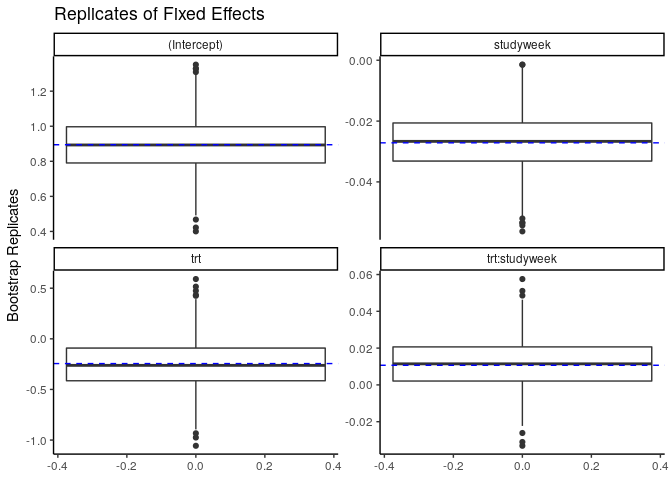 Replicates of Fixed Effects
(Intercept)
studyweek
1.2
1.0
0.8
0.6
0.4
0.00
-0.02
-0.04
Bootstrap Replicates
trt
trt:studyweek
0.5
0.0
-0.5
-1.0
0.06
0.04
0.02
0.00
-0.02
-0.4 -0.2 0.0 0.2 0.4
-0.4 -0.2 0.0 0.2 0.4